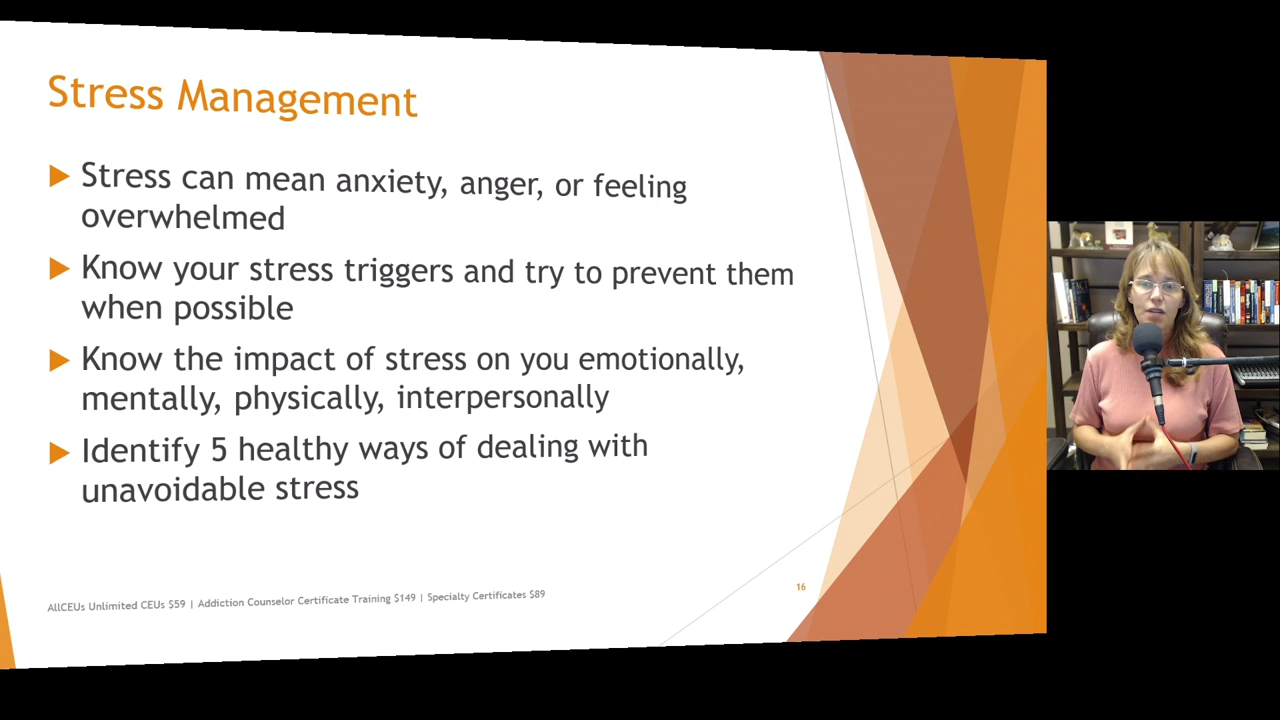 Stress Management
Stress can mean anxiety, anger, or feeling
overwhelmed
Know your stress triggers and try to prevent them
when possible
Know the impact of stress on you emotionally,
mentally, physically, interpersonally
Identify 5 healthy ways of dealing with
unavoidable stress
AllCEUs Unlimited CEUs $59 | Addiction Counselor Certificate Training $149 | Specialty Certificates $89
16